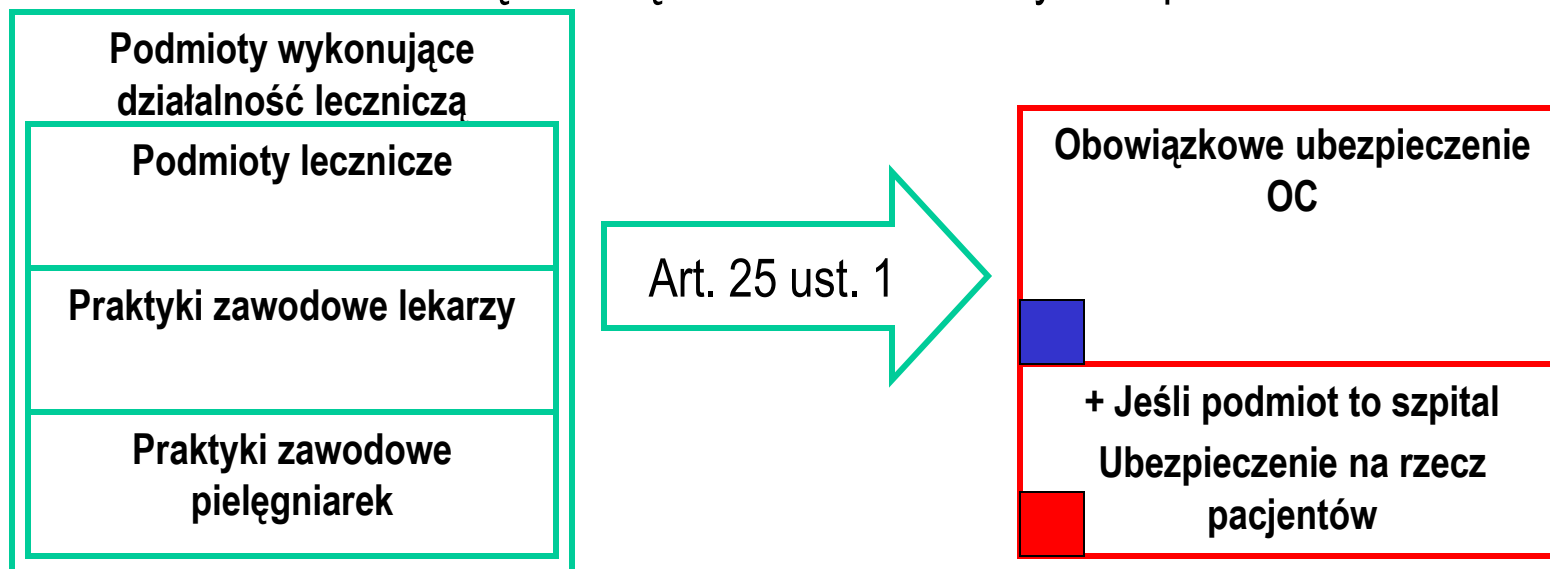 Podmioty wykonujące
działalność leczniczą
Podmioty lecznicze
Praktyki zawodowe lekarzy
Praktyki zawodowe
pielęgniarek
Art. 25 ust. 1
Obowiązkowe ubezpieczenie
OC
+ Jeśli podmiot to szpital
Ubezpieczenie na rzecz
pacjentów